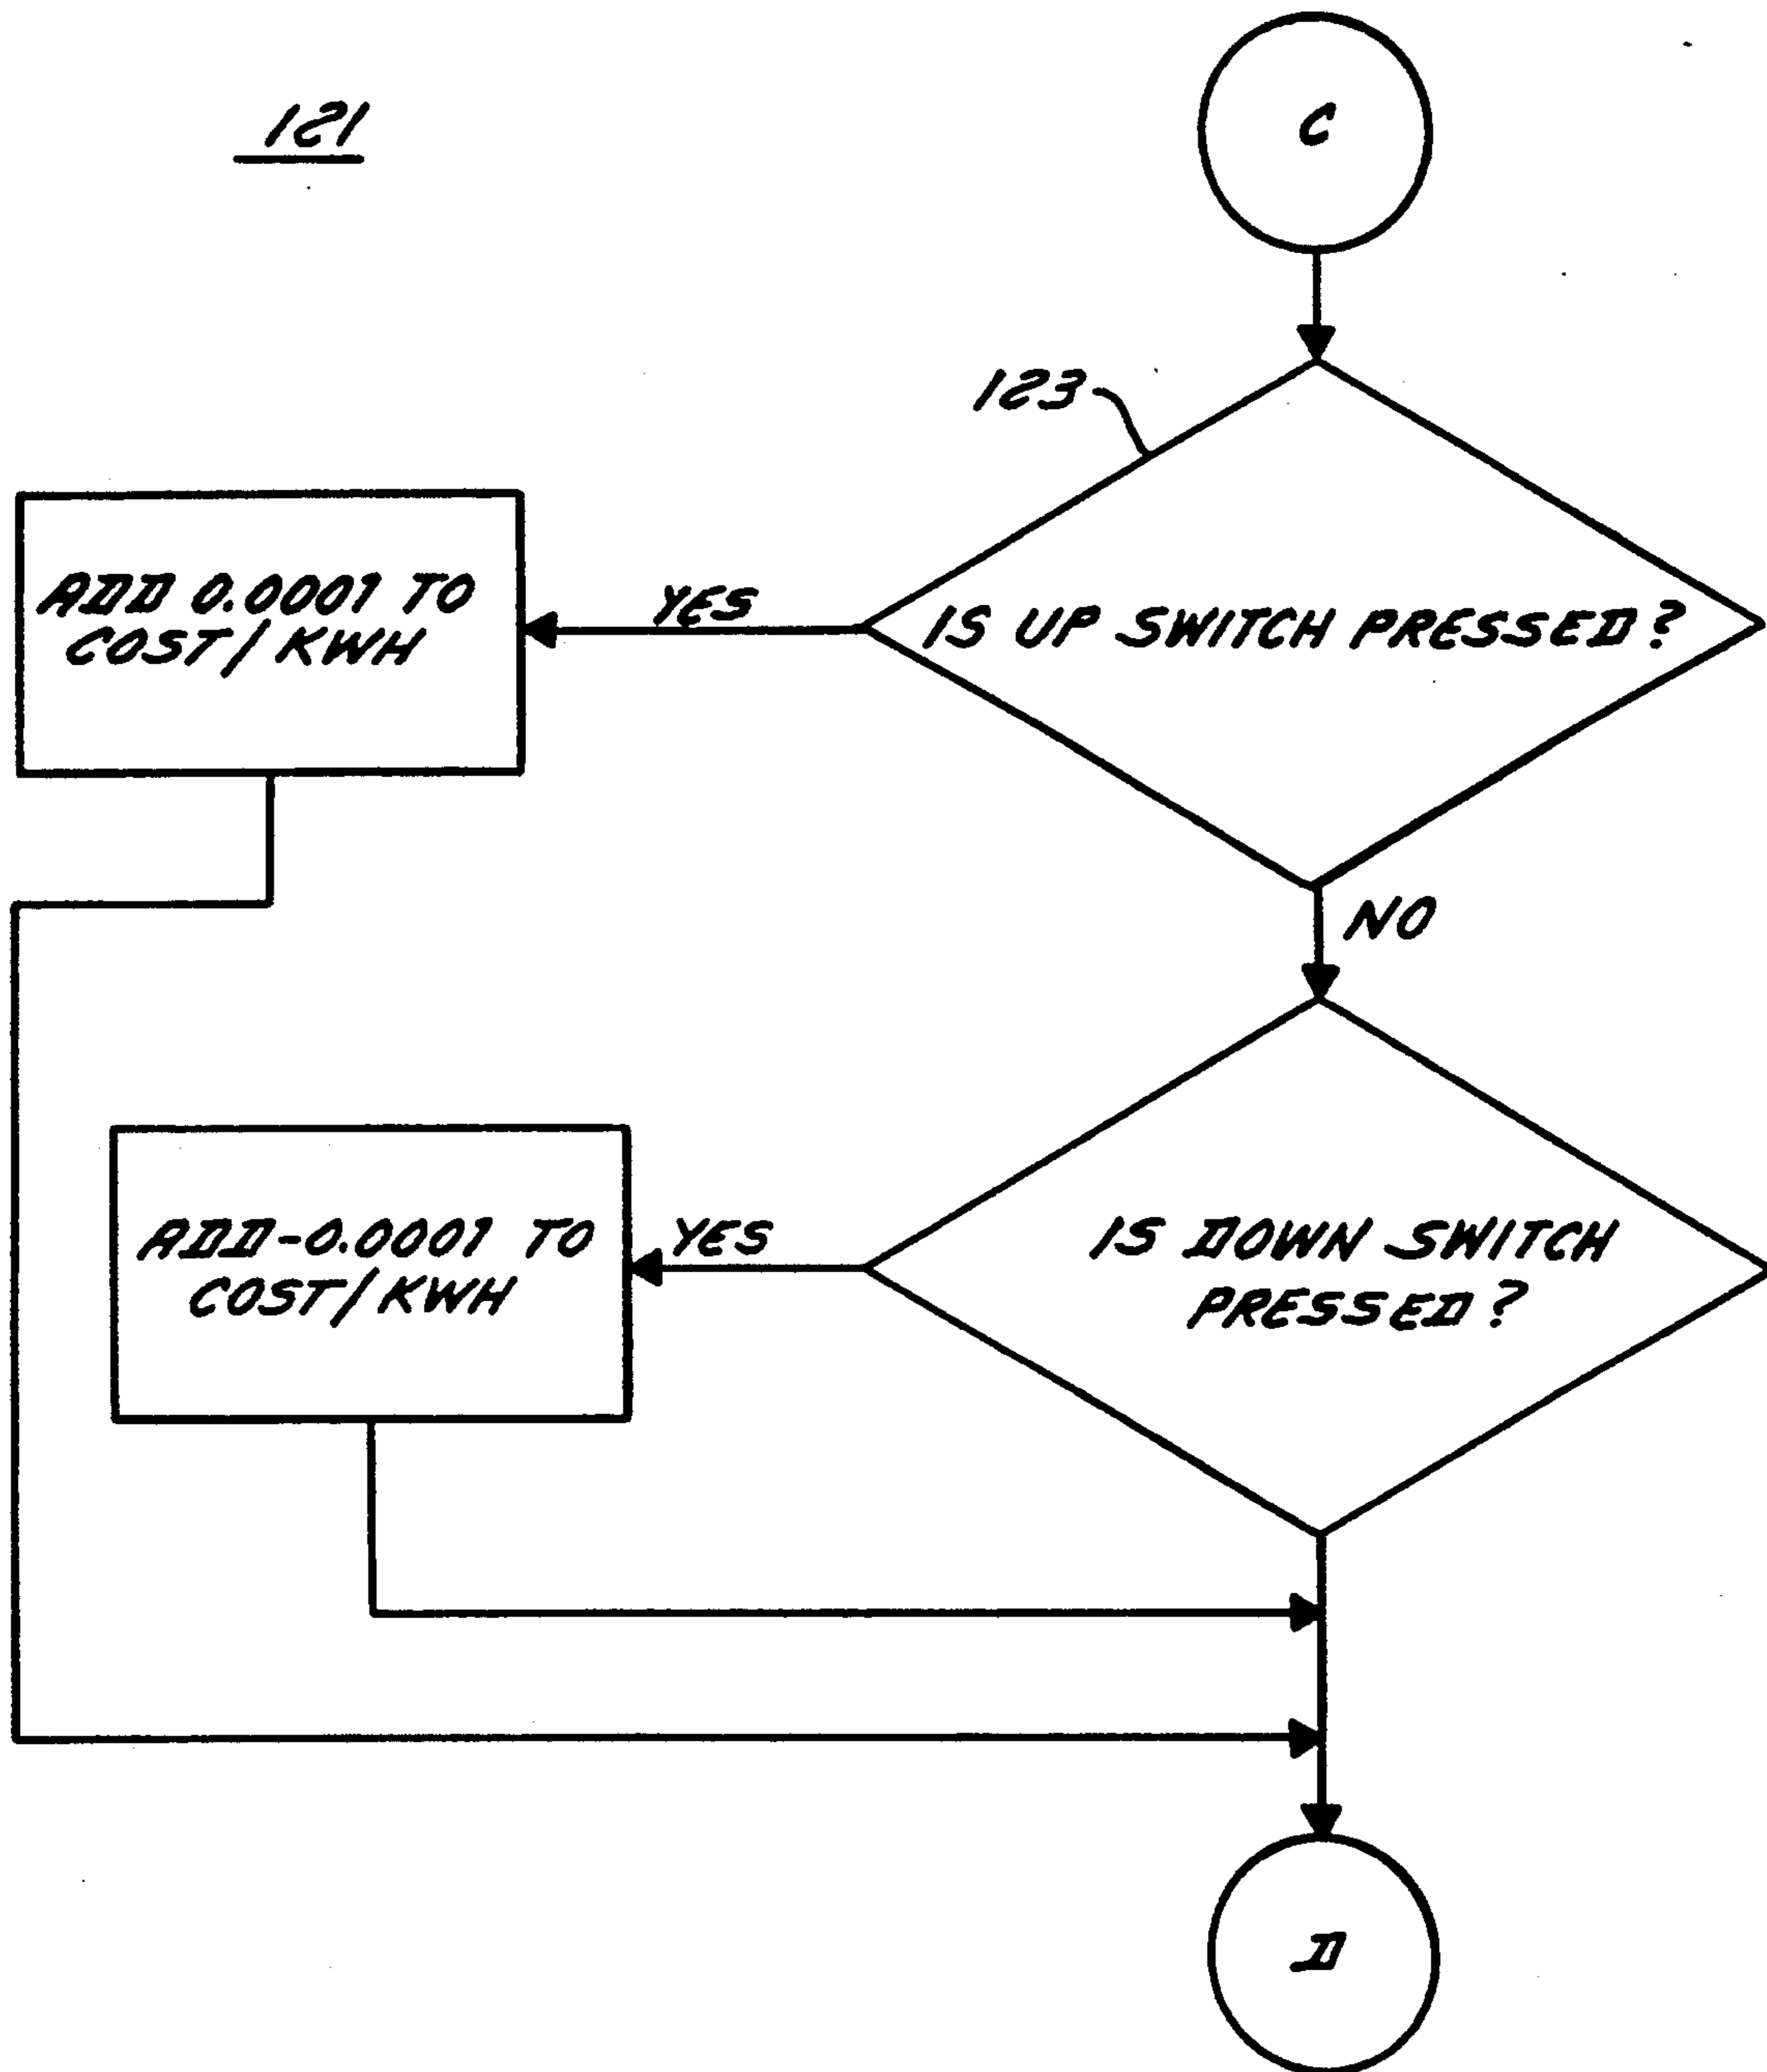 121
C
123
ADD 0.0001 TO
COST/KWH
YES
IS UP SWITCH PRESSED?
NO
ADD-0.0001 TO
COST/KWH
YES
IS DOWN SWITCH
PRESSED?
D